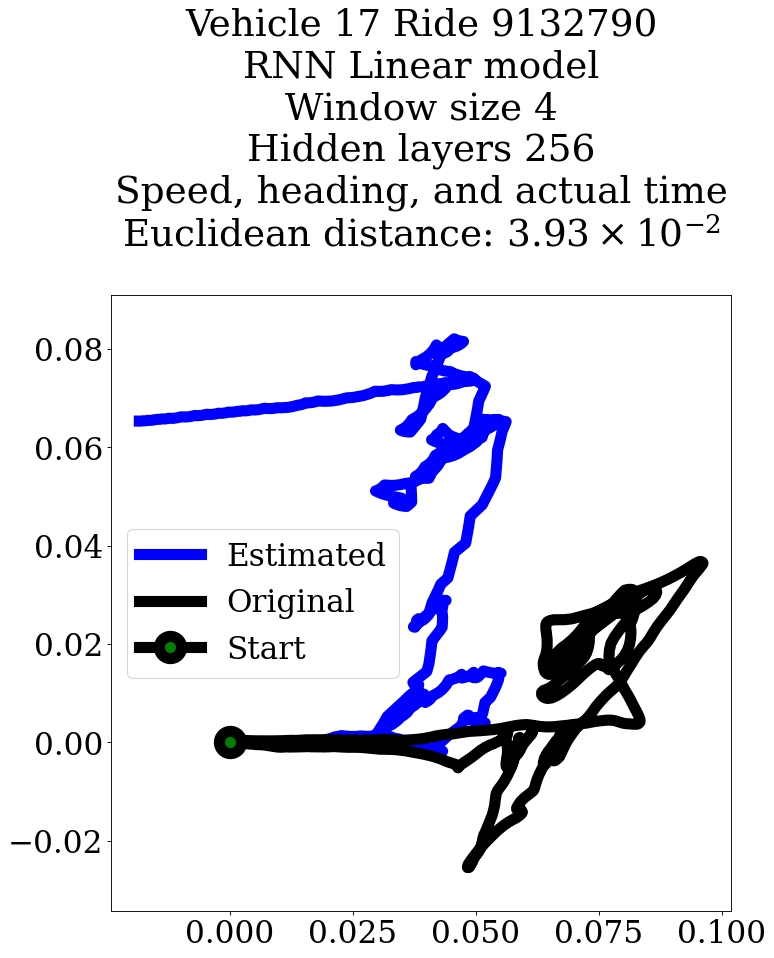 Vehicle 17 Ride 9132790
RNN Linear model
Window size 4
Hidden layers 256
Speed, heading, and actual time
Euclidean distance: 3.93 × 10⁻²
0.08
0.06
0.04
0.02
0.00
−0.02
Estimated
Original
Start
0.000 0.025 0.050 0.075 0.100